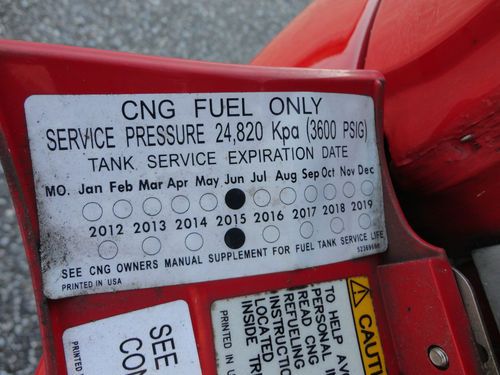 CNG FUEL ONLY
SERVICE PRESSURE 24,820 Kpa (3600 PSIG)
TANK SERVICE EXPIRATION DATE
MO. Jan Feb Mar Apr May Jun Jul Aug Sep Oct Nov Dec
2012 2013 2014 2015 2016 2017 2018 2019
SEE CNG OWNERS MANUAL SUPPLEMENT FOR FUEL TANK SERVICE LIFE
PRINTED IN USA
SEE
CON
PRINTED IN
TO HELP AVO
PERSONAL IN
READ CNG
REFUELING
INSTRUCTION
LOCATED
INSIDE TR
CAUTION